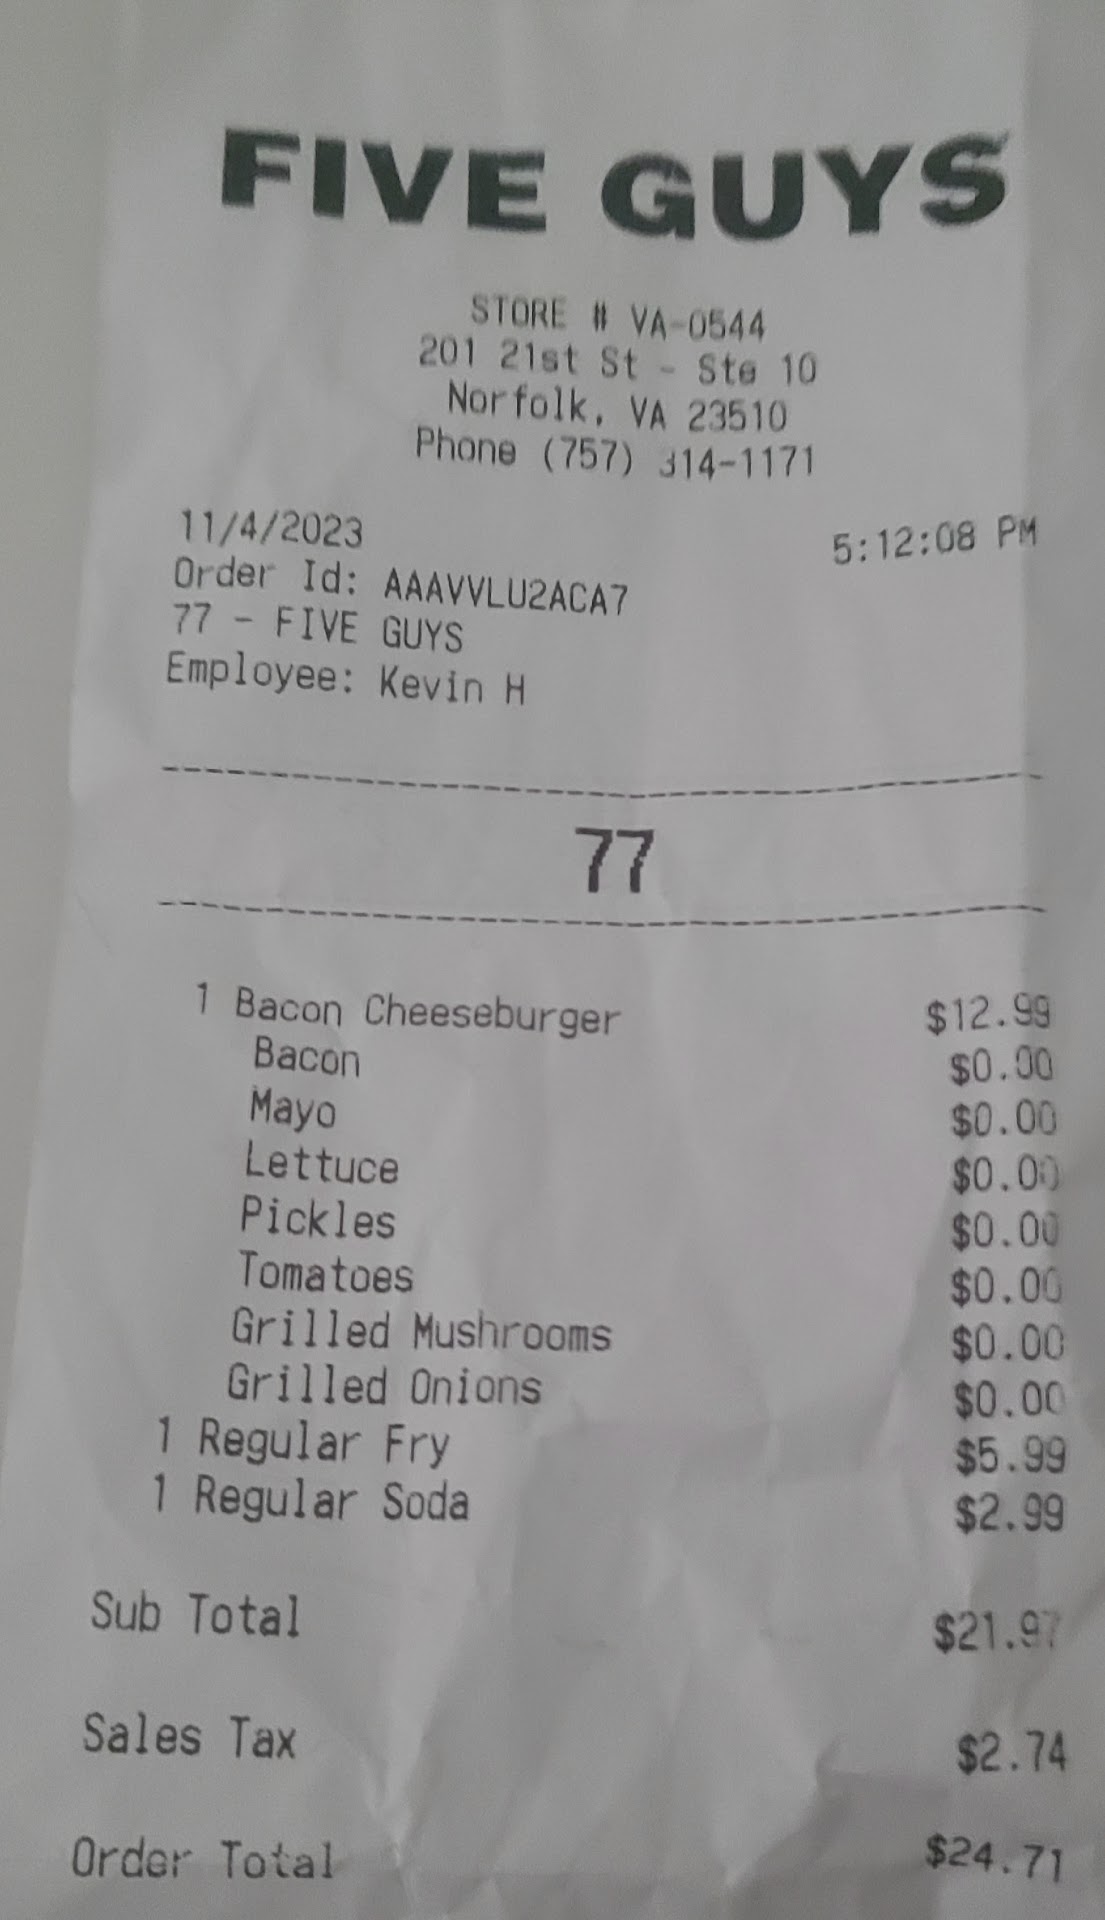 FIVE GUYS
STORE # VA-0544
201 21st St - Ste 10
Norfolk, VA 23510
Phone (757) 314-1171
11/4/2023 5:12:08 PM
Order Id: AAAVVLU2ACA7
77 - FIVE GUYS
Employee: Kevin H
77
1 Bacon Cheeseburger $12.99
Bacon $0.00
Mayo $0.00
Lettuce $0.00
Pickles $0.00
Tomatoes $0.00
Grilled Mushrooms $0.00
Grilled Onions $0.00
1 Regular Fry $5.99
1 Regular Soda $2.99
Sub Total $21.97
Sales Tax $2.74
Order Total $24.71